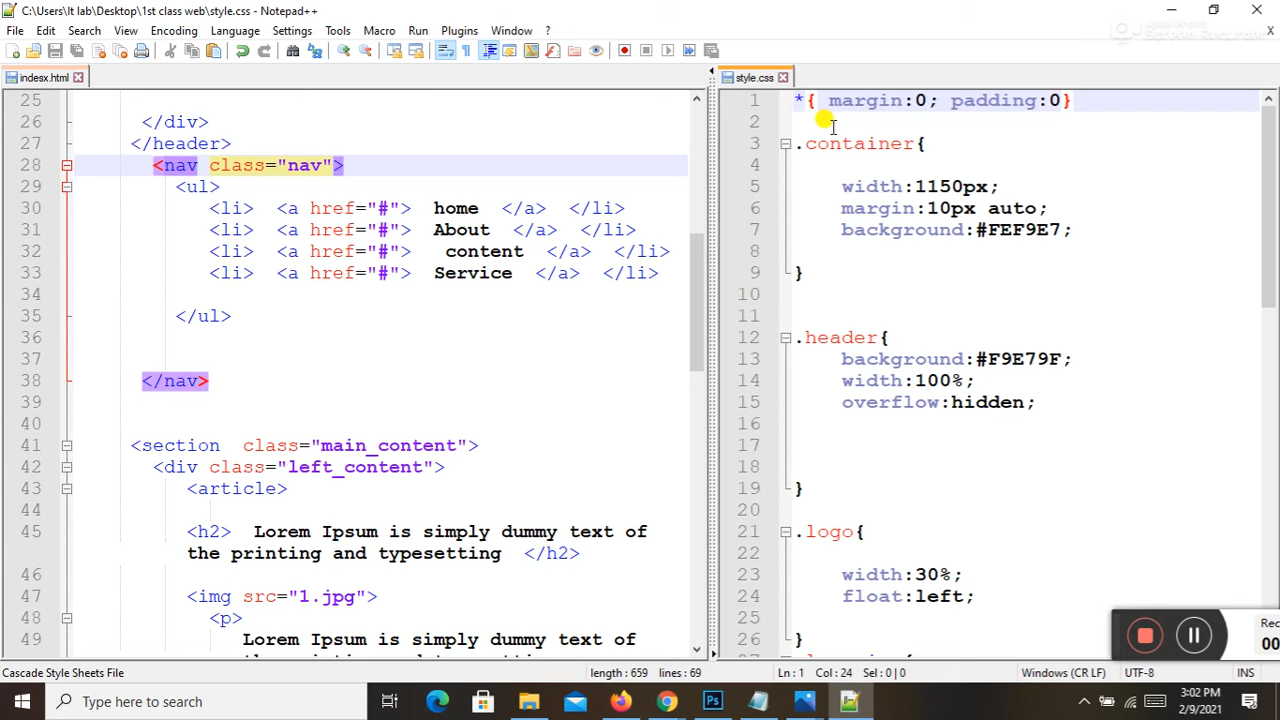 C:\Users\It lab\Desktop\1st class web\style.css - Notepad++
File Edit Search View Encoding Language Settings Tools Macro Run Plugins Window ?
Screen Recorder
indesx.html
style.css
25
26 </div>
27 </header>
28 <nav class="nav">
29 <ul>
30 <li> <a href="#"> home </a> </li>
31 <li> <a href="#"> About </a> </li>
32 <li> <a href="#"> content </a> </li>
33 <li> <a href="#"> Service </a> </li>
34
35 </ul>
36
37
38 </nav>
39
40
41 <section class="main_content">
42 <div class="left_content">
43 <article>
44
45 <h2> Lorem Ipsum is simply dummy text of
the printing and typesetting </h2>
46
47 <img src="1.jpg">
48 <p>
49 Lorem Ipsum is simply dummy text of
1 *{ margin:0; padding:0}
2
3 .container{
4
5 width:1150px;
6 margin:10px auto;
7 background:#FEF9E7;
8
9 }
10
11
12 .header{
13 background:#F9E79F;
14 width:100%;
15 overflow:hidden;
16
17
18
19 }
20
21 .logo{
22
23 width:30%;
24 float:left;
25
26 }
Rec
00
Cascade Style Sheets File length : 659 lines : 69 Ln : 1 Col : 24 Sel : 0 | 0 Windows (CR LF) UTF-8 INS
Type here to search
3:02 PM
2/9/2021